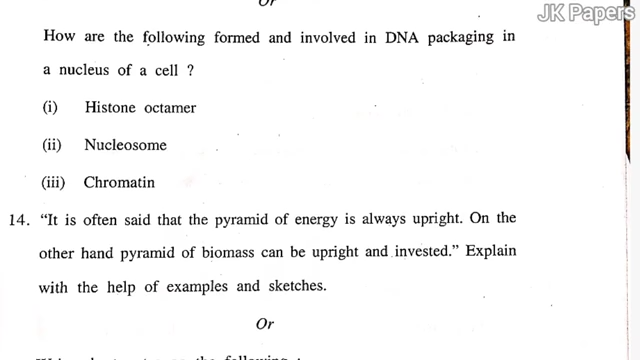 Or
JK Papers
How are the following formed and involved in DNA packaging in
a nucleus of a cell ?
(i) Histone octamer
(ii) Nucleosome
(iii) Chromatin
14. “It is often said that the pyramid of energy is always upright. On the
other hand pyramid of biomass can be upright and invested.” Explain
with the help of examples and sketches.
Or